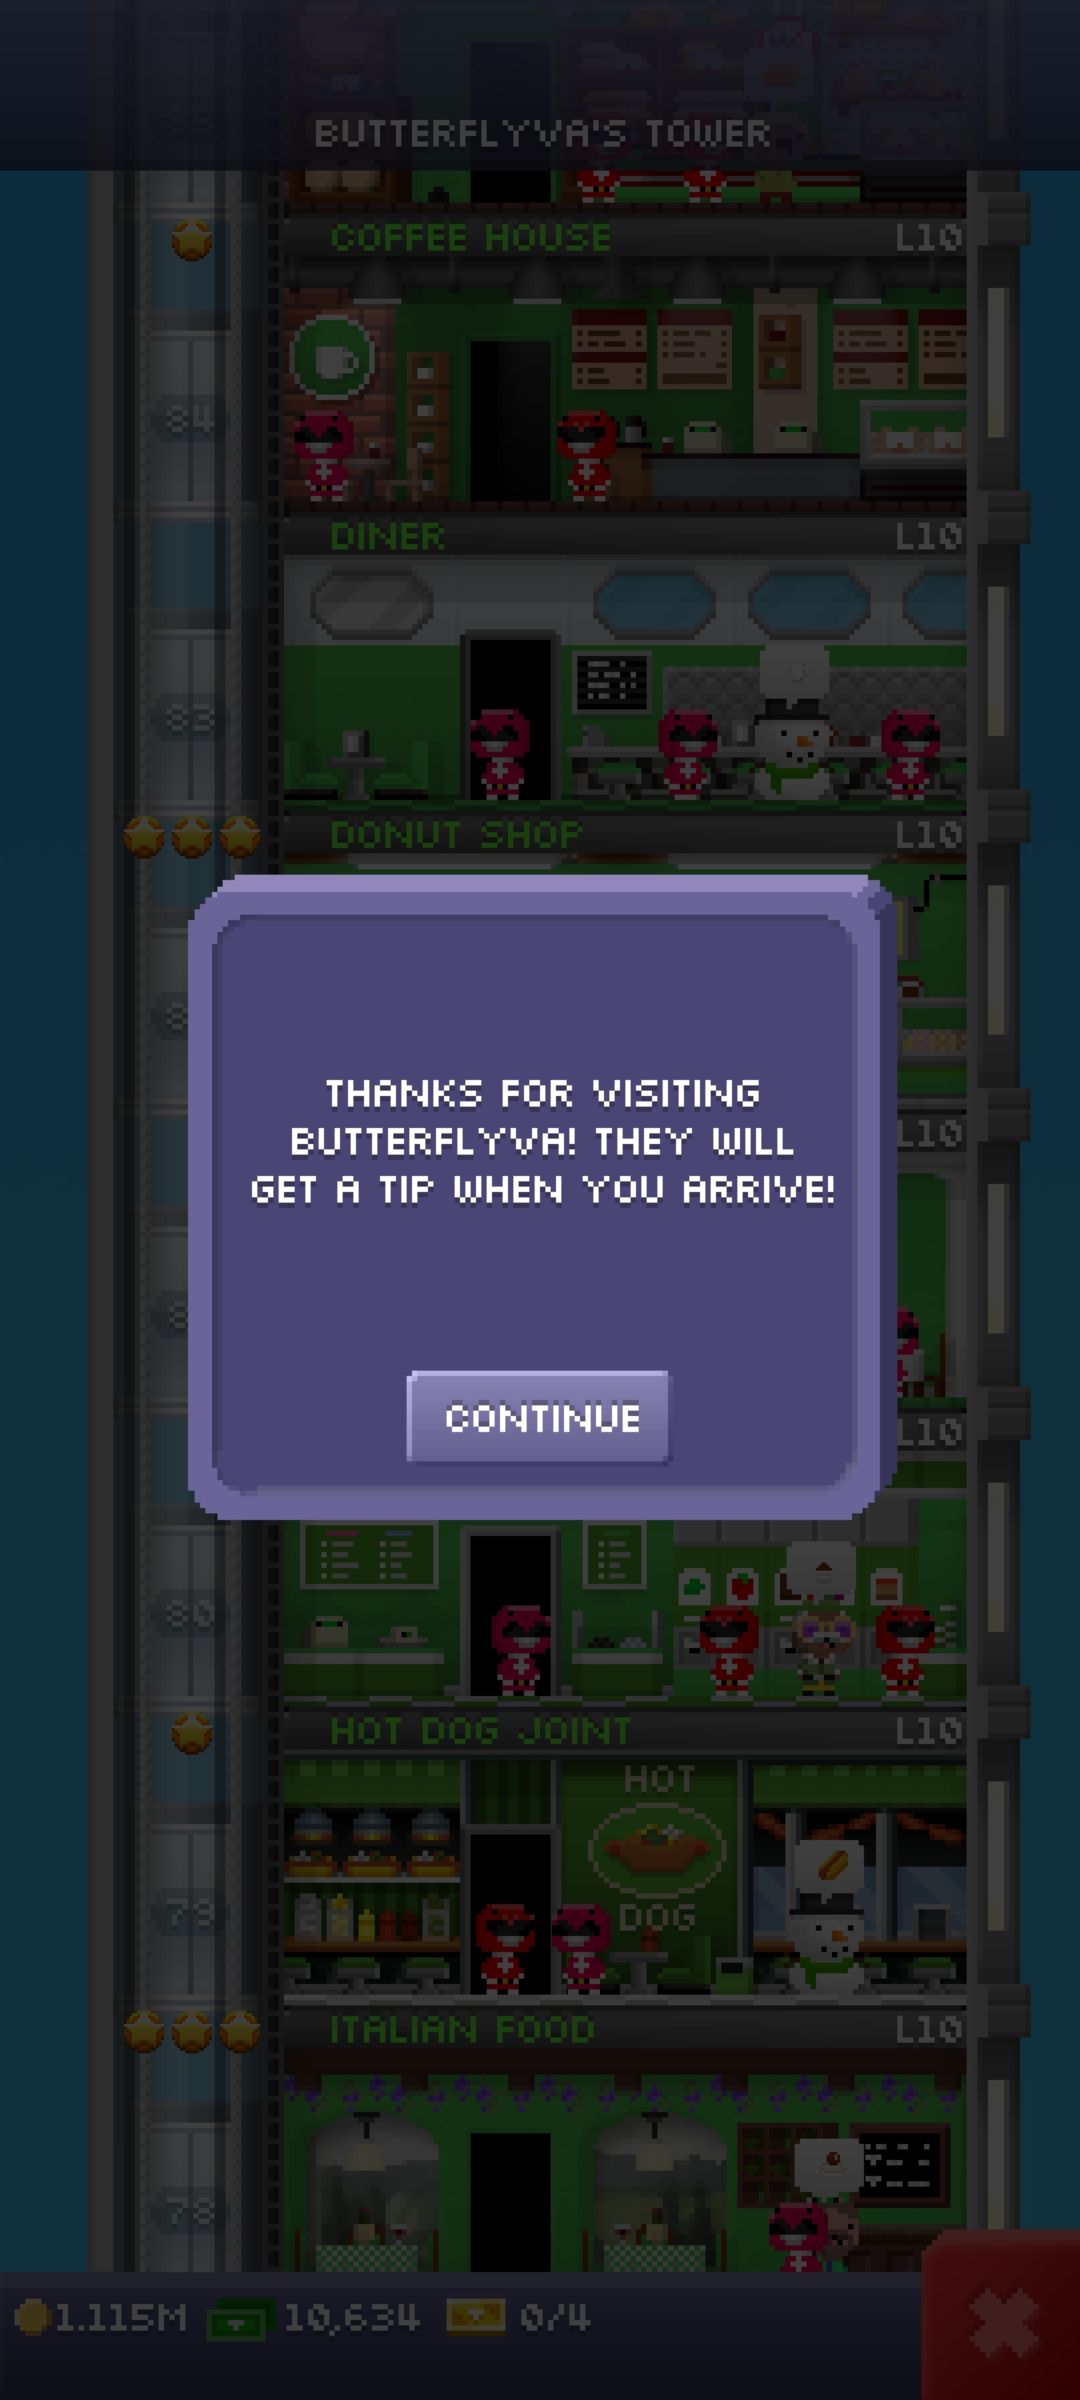 BUTTERFLYVA'S TOWER
COFFEE HOUSE L10
84
DINER L10
83
DONUT SHOP L10
THANKS FOR VISITING
BUTTERFLYVA! THEY WILL
GET A TIP WHEN YOU ARRIVE!
L10
L10
CONTINUE
80
HOT DOG JOINT L10
HOT
DOG
79
ITALIAN FOOD L10
78
1.115M 10,634 0/4